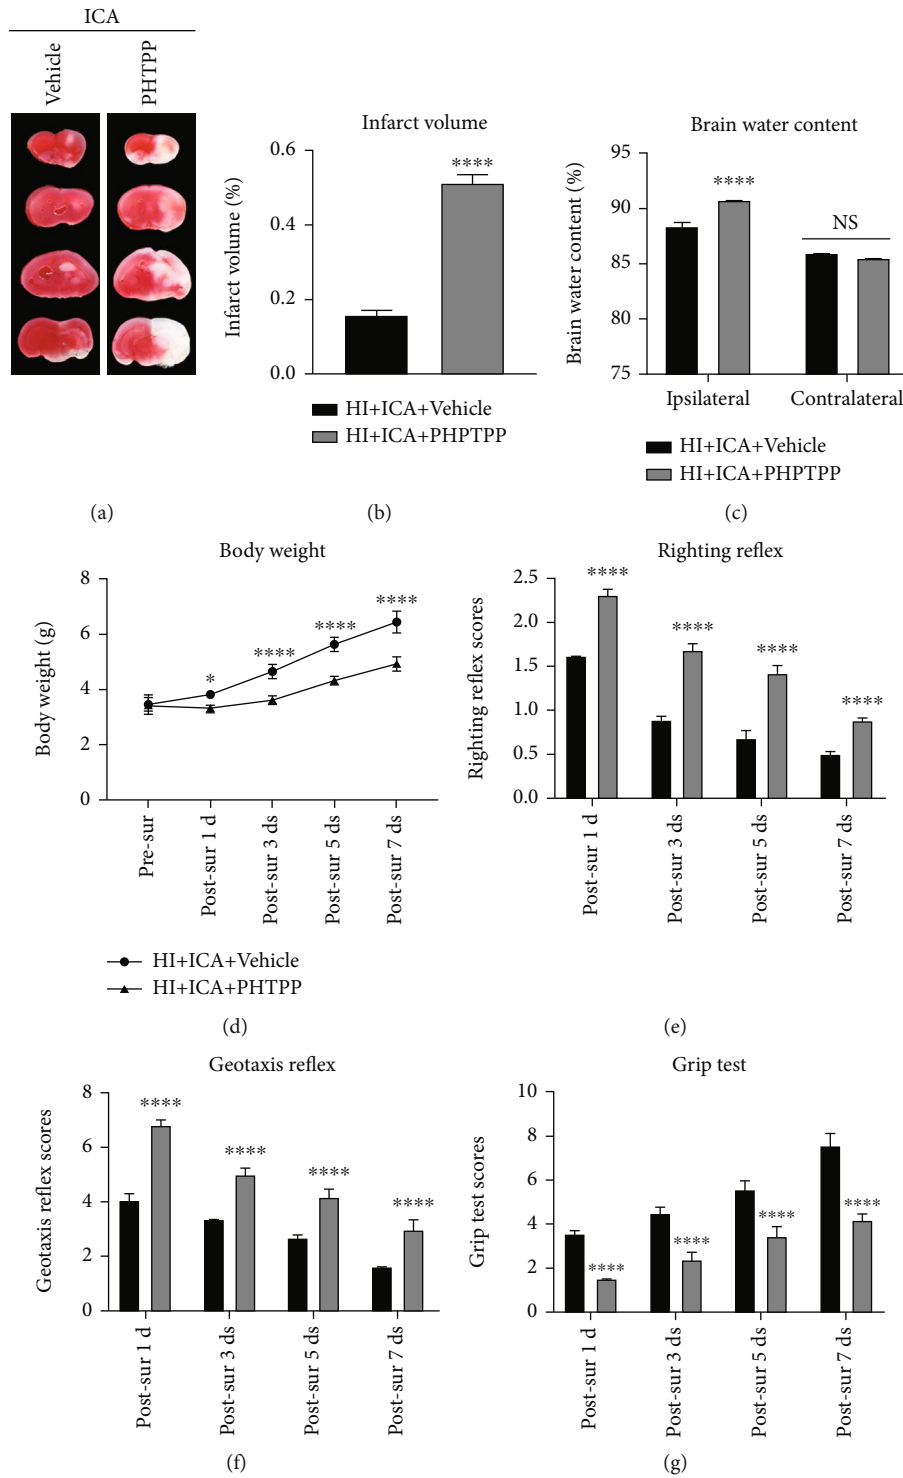 ICA
Vehicle
PHTPP
(a)
Infarct volume
Infarct volume (%)
0.6
0.4
0.2
0.0
****
HI+ICA+Vehicle
HI+ICA+PHPTPP
(b)
Brain water content
Brain water content (%)
95
90
85
80
75
****
NS
Ipsilateral
Contralateral
HI+ICA+Vehicle
HI+ICA+PHPTPP
(c)
Body weight
Body weight (g)
8
6
4
2
0
*
****
****
****
Pre-sur
Post-sur 1 d
Post-sur 3 ds
Post-sur 5 ds
Post-sur 7 ds
HI+ICA+Vehicle
HI+ICA+PHTPP
(d)
Righting reflex
Righting reflex scores
2.5
2.0
1.5
1.0
0.5
0.0
****
****
****
****
Post-sur 1 d
Post-sur 3 ds
Post-sur 5 ds
Post-sur 7 ds
(e)
Geotaxis reflex
Geotaxis reflex scores
8
6
4
2
0
****
****
****
****
Post-sur 1 d
Post-sur 3 ds
Post-sur 5 ds
Post-sur 7 ds
(f)
Grip test
Grip test scores
10
8
6
4
2
0
****
****
****
****
Post-sur 1 d
Post-sur 3 ds
Post-sur 5 ds
Post-sur 7 ds
(g)